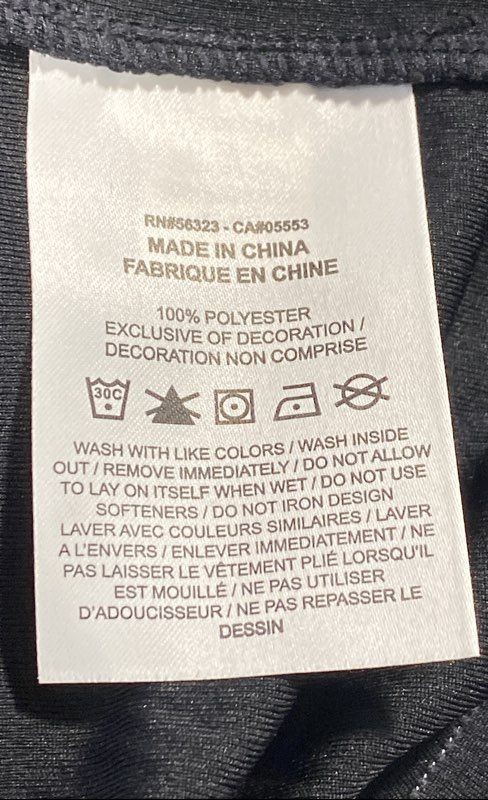 RN#56323 - CA#05553
MADE IN CHINA
FABRIQUE EN CHINE
100% POLYESTER
EXCLUSIVE OF DECORATION /
DECORATION NON COMPRISE
30C
WASH WITH LIKE COLORS / WASH INSIDE
OUT / REMOVE IMMEDIATELY / DO NOT ALLOW
TO LAY ON ITSELF WHEN WET / DO NOT USE
SOFTENERS / DO NOT IRON DESIGN
LAVER AVEC COULEURS SIMILAIRES / LAVER
A L'ENVERS / ENLEVER IMMEDIATEMENT / NE
PAS LAISSER LE VÊTEMENT PLIÉ LORSQU'IL
EST MOUILLÉ / NE PAS UTILISER
D'ADOUCISSEUR / NE PAS REPASSER LE
DESSIN